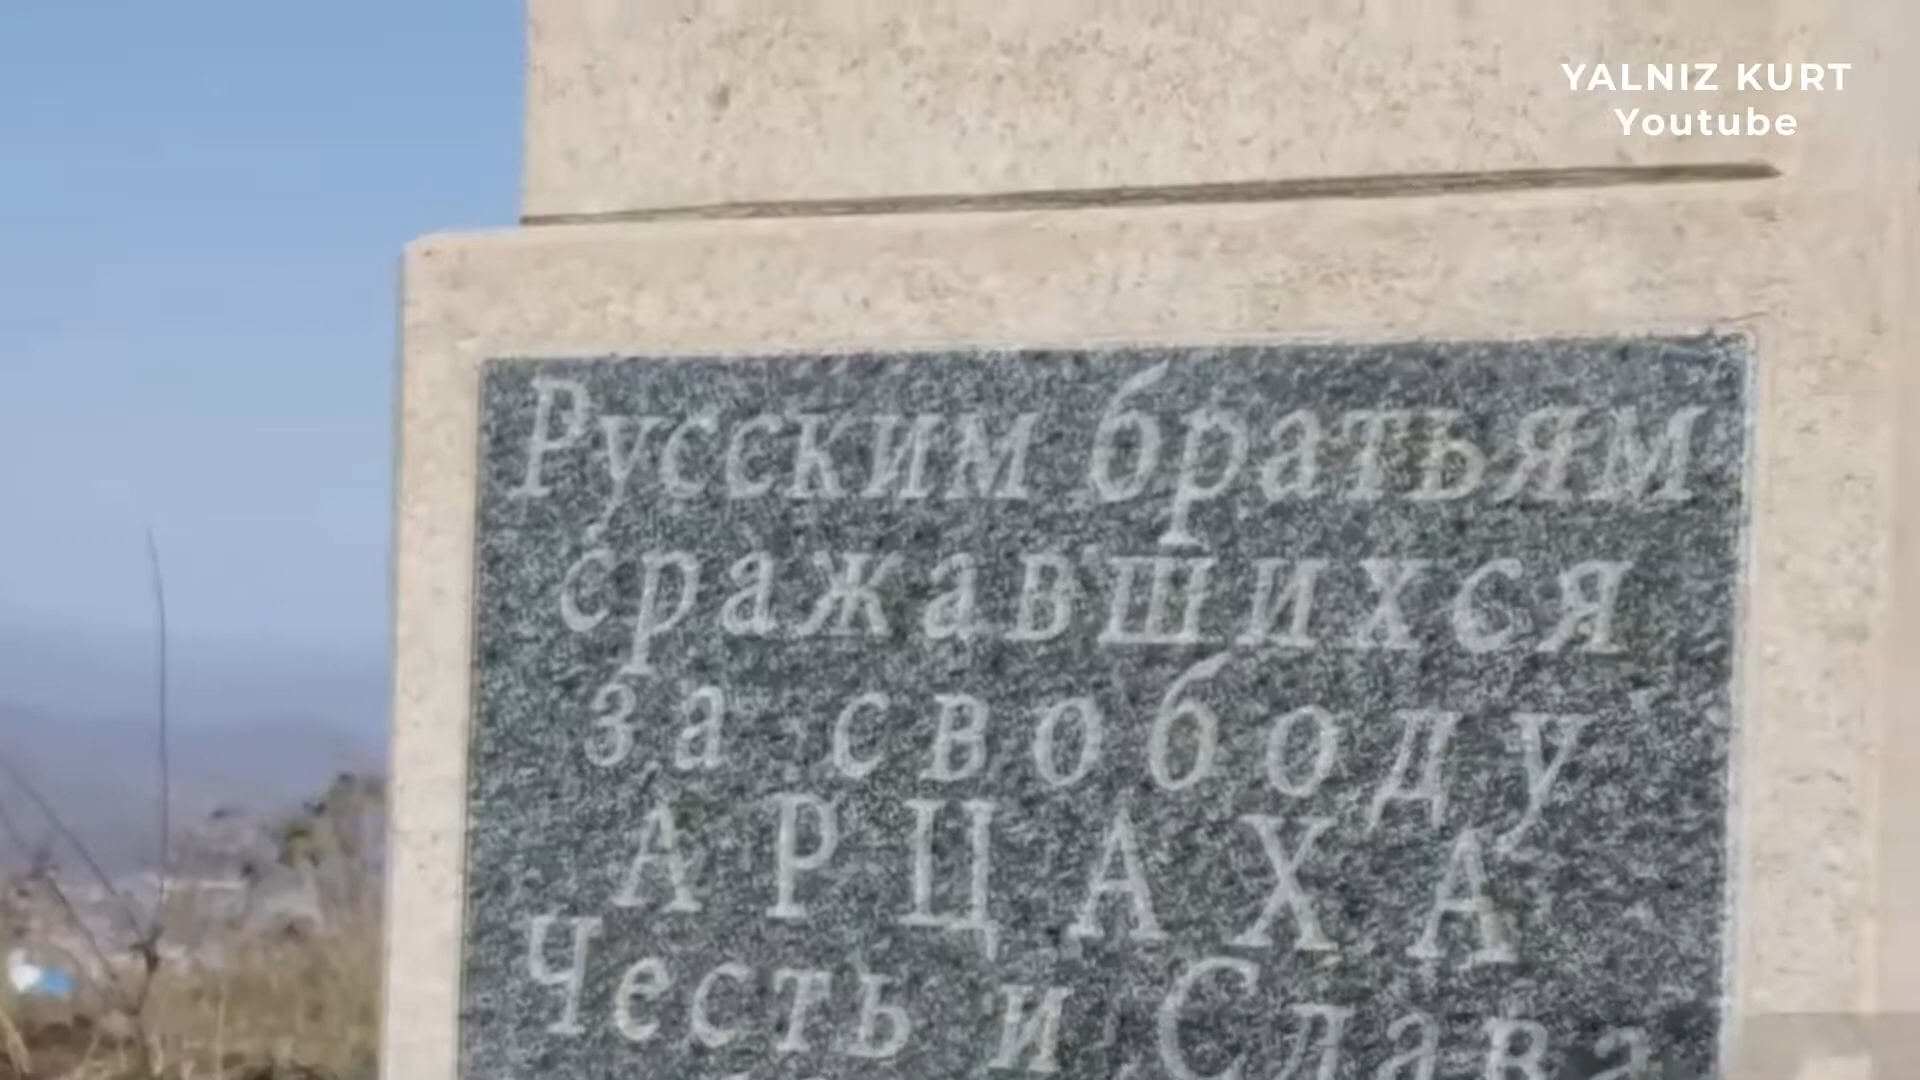 YALNIZ KURT
Youtube
Русским братьям
сражавшихся
за свободу
АРЦАХА
Честь и Слава